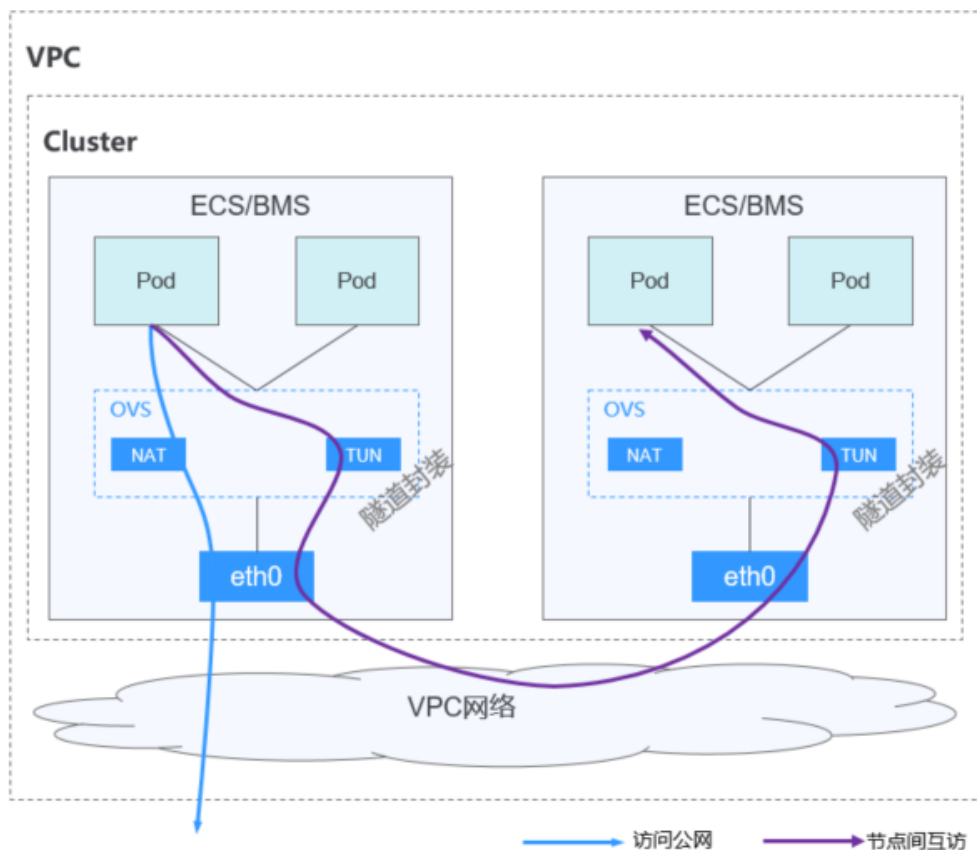 VPC
Cluster
ECS/BMS
ECS/BMS
Pod
Pod
Pod
Pod
OVS
OVS
NAT
TUN
NAT
TUN
隧道封装
隧道封装
eth0
eth0
VPC网络
访问公网
节点间互访